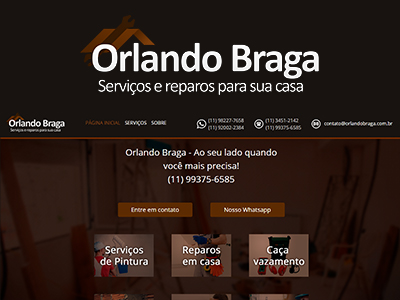 Orlando Braga
Serviços e reparos para sua casa
Orlando Braga
Serviços e reparos para sua casa
PÁGINA INICIAL SERVIÇOS SOBRE
(11) 98227-7658
(11) 92002-2384
(11) 3451-2142
(11) 99375-6585
contato@orlandobraga.com.br
Orlando Braga - Ao seu lado quando
você mais precisa!
(11) 99375-6585
Entre em contato
Nosso Whatsapp
Serviços
de Pintura
Reparos
em casa
Caça
vazamento